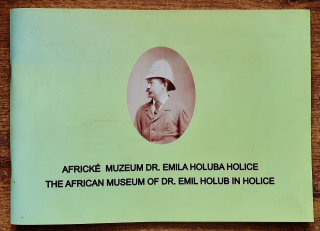 AFRICKÉ MUZEUM DR. EMILA HOLUBA HOLICE
THE AFRICAN MUSEUM OF DR. EMIL HOLUB IN HOLICE